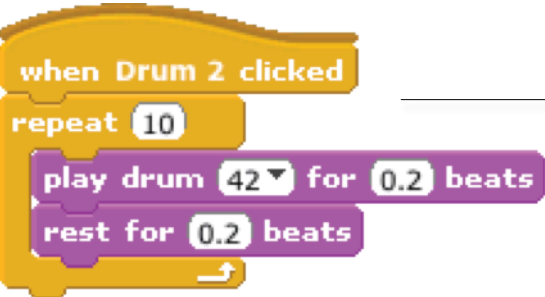 when Drum 2 clicked
repeat 10
play drum 42 for 0.2 beats
rest for 0.2 beats